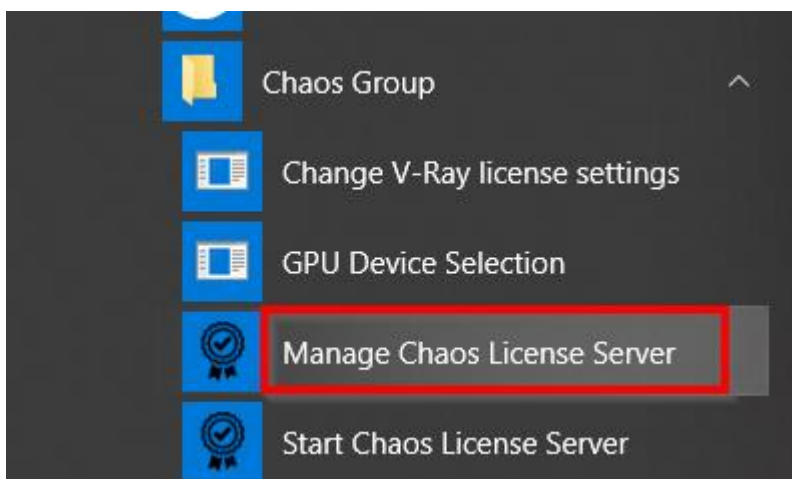 Chaos Group
Change V-Ray license settings
GPU Device Selection
Manage Chaos License Server
Start Chaos License Server